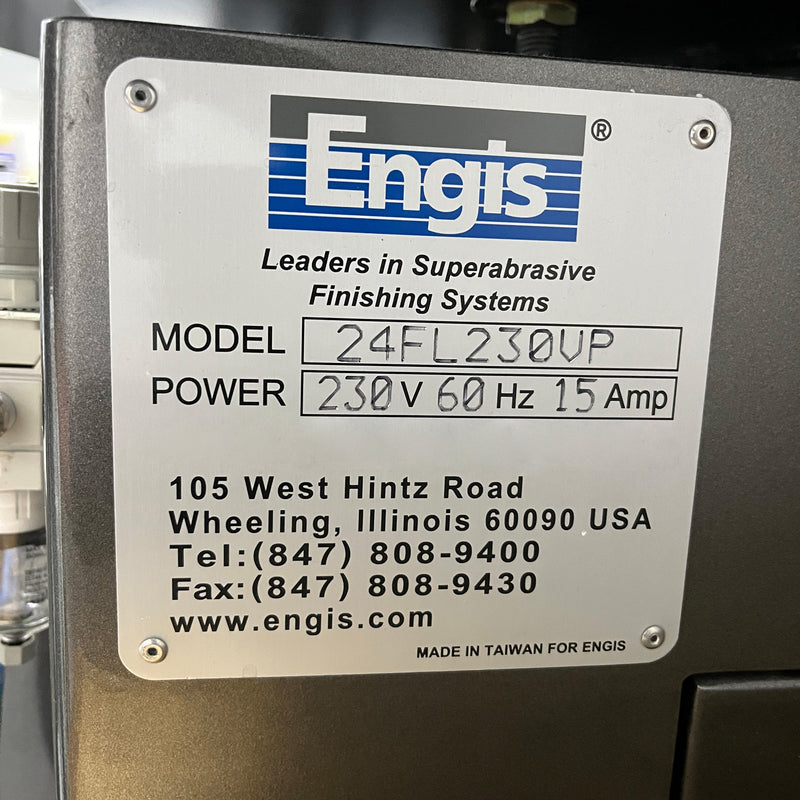 Engis®
Leaders in Superabrasive
Finishing Systems
MODEL 24FL230VP
POWER 230 V 60 Hz 15 Amp
105 West Hintz Road
Wheeling, Illinois 60090 USA
Tel:(847) 808-9400
Fax:(847) 808-9430
www.engis.com
MADE IN TAIWAN FOR ENGIS